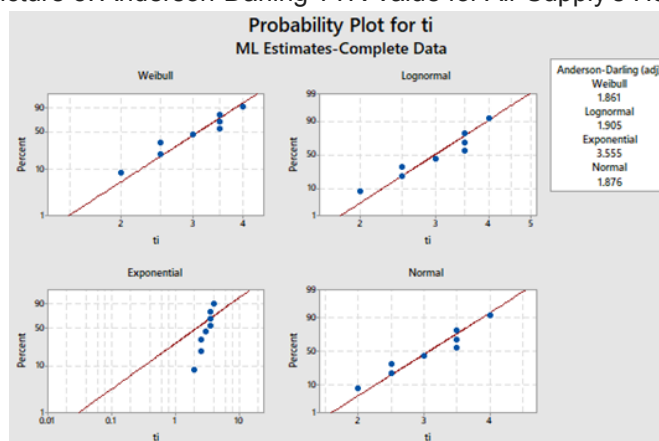 Probability Plot for ti
ML Estimates-Complete Data
Weibull
Lognormal
Percent
90
50
10
1
2
3
4
ti
Percent
99
90
50
10
1
2
3
4
5
ti
Anderson-Darling (adj
Weibull
1.861
Lognormal
1.905
Exponential
3.555
Normal
1.876
Exponential
Normal
Percent
90
50
10
1
0.01
0.1
1
10
ti
Percent
99
90
50
10
1
2
3
4
ti